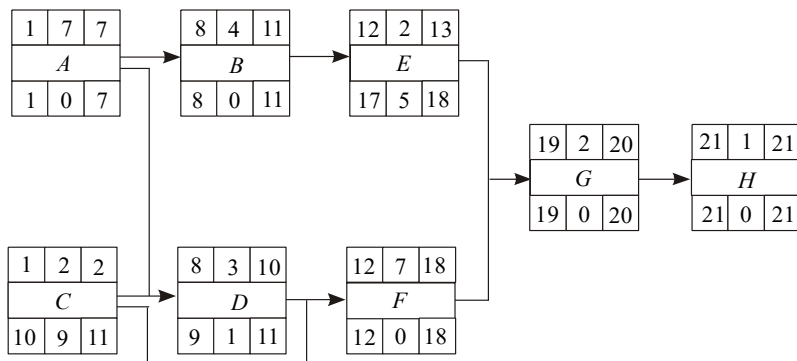 1 7 7
A
1 0 7
8 4 11
B
8 0 11
12 2 13
E
17 5 18
19 2 20
G
19 0 20
21 1 21
H
21 0 21
1 2 2
C
10 9 11
8 3 10
D
9 1 11
12 7 18
F
12 0 18